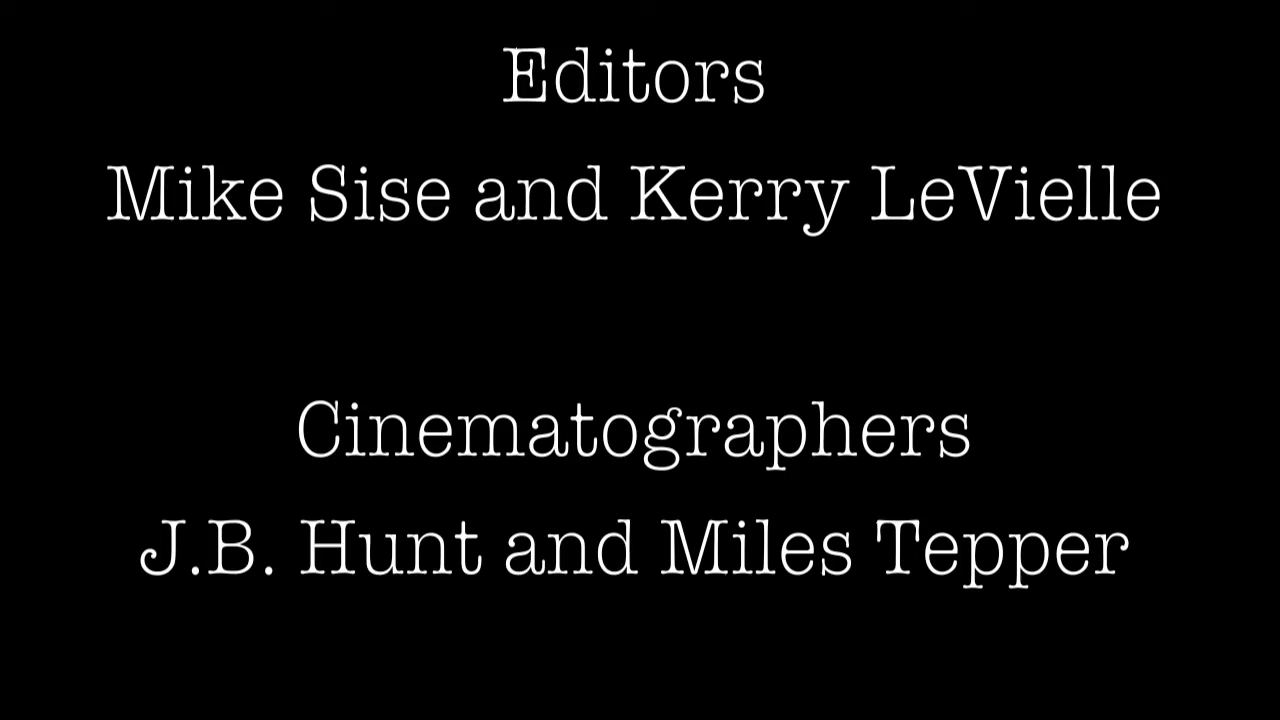 Editors
Mike Sise and Kerry LeVielle
Cinematographers
J.B. Hunt and Miles Tepper